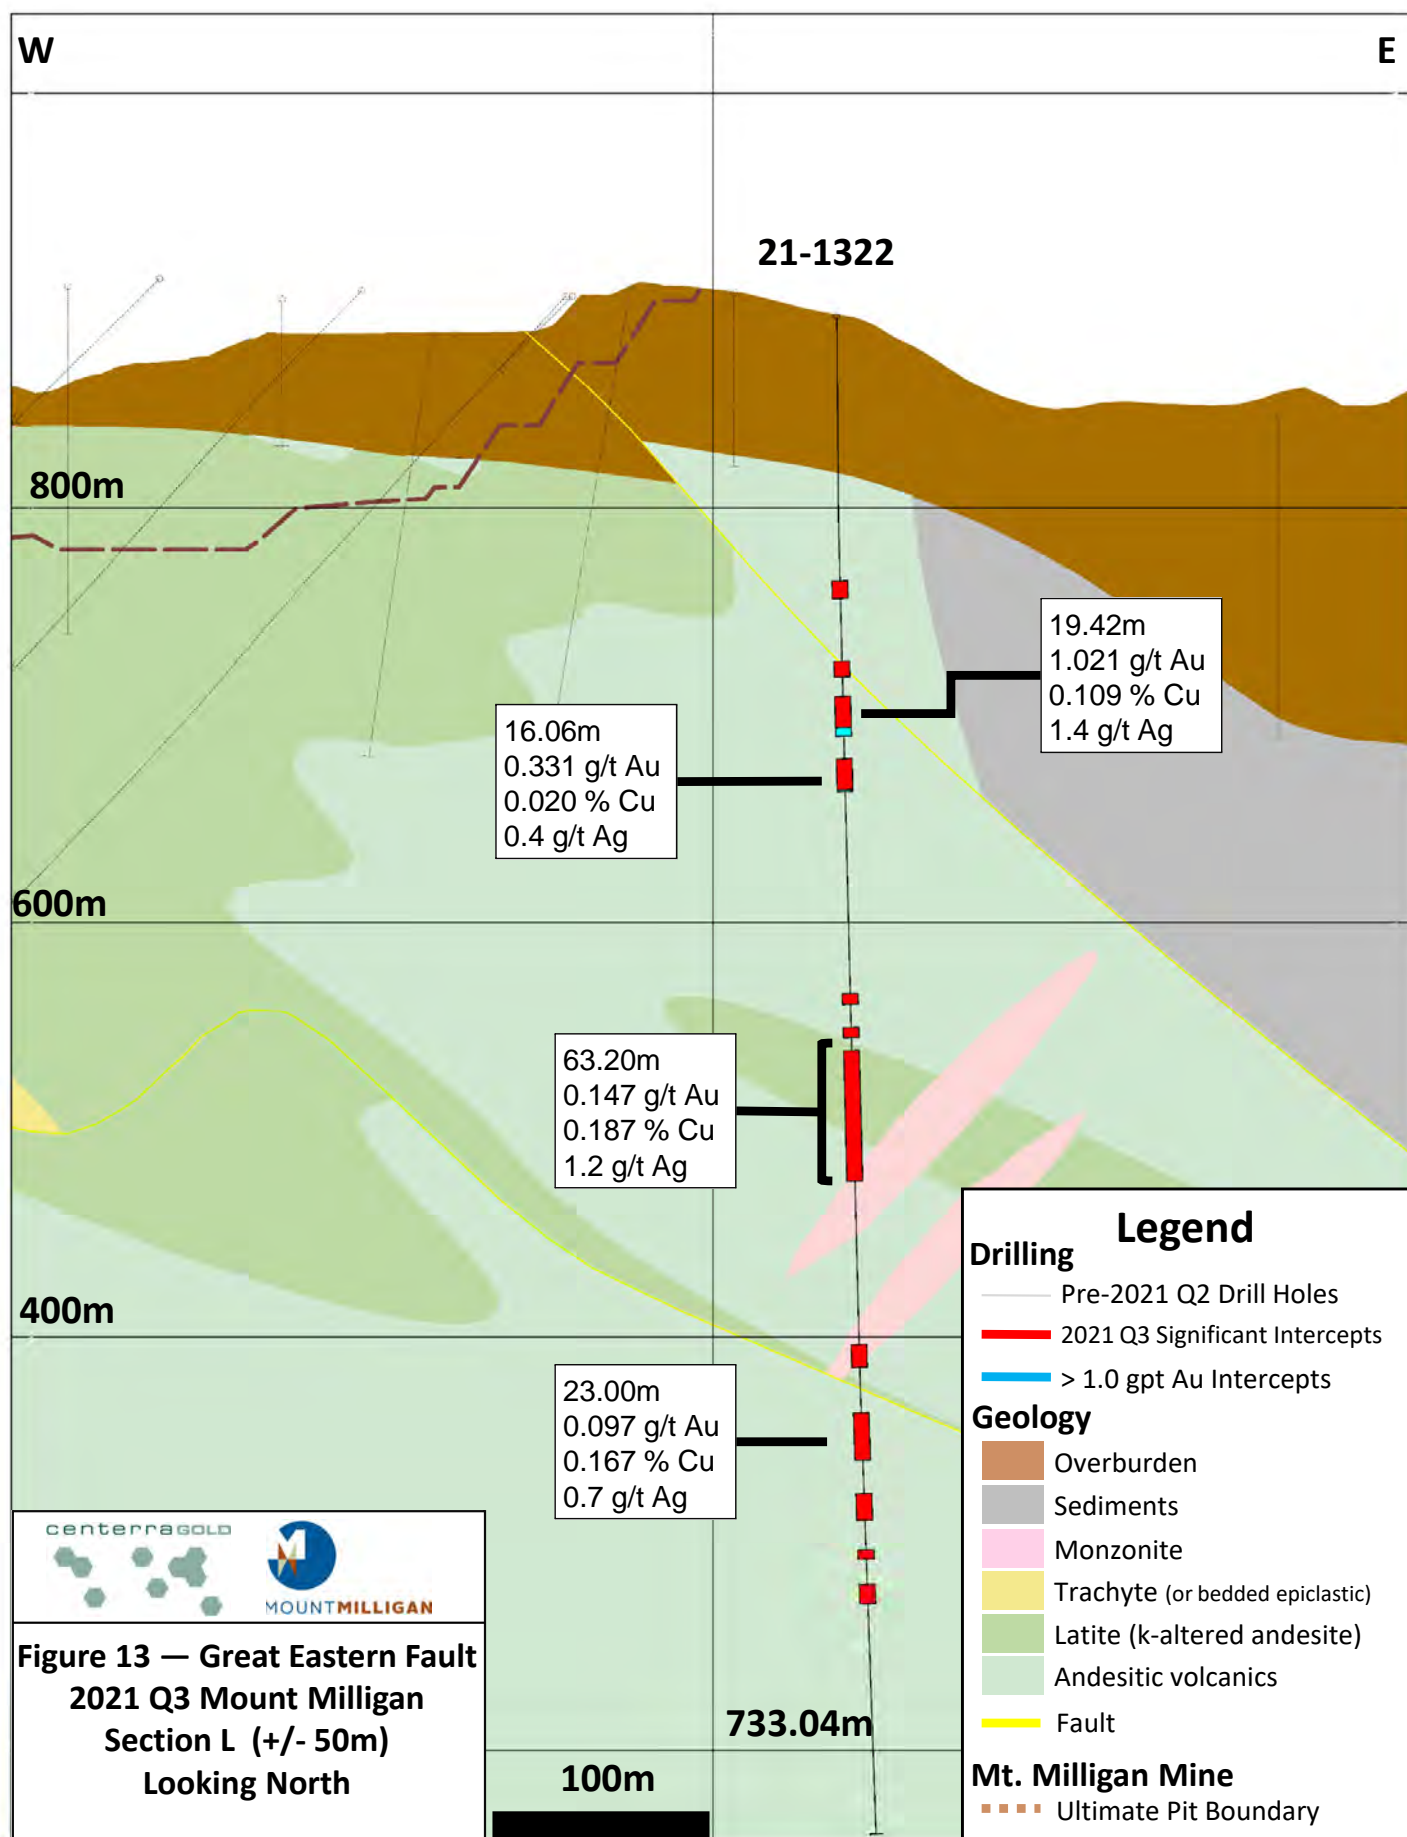 W
E
21-1322
800m
19.42m
1.021 g/t Au
0.109 % Cu
1.4 g/t Ag
16.06m
0.331 g/t Au
0.020 % Cu
0.4 g/t Ag
600m
63.20m
0.147 g/t Au
0.187 % Cu
1.2 g/t Ag
400m
23.00m
0.097 g/t Au
0.167 % Cu
0.7 g/t Ag
733.04m
100m
centerraGOLD
MOUNTMILLIGAN
Figure 13 — Great Eastern Fault
2021 Q3 Mount Milligan
Section L (+/- 50m)
Looking North
Legend
Drilling
Pre-2021 Q2 Drill Holes
2021 Q3 Significant Intercepts
> 1.0 gpt Au Intercepts
Geology
Overburden
Sediments
Monzonite
Trachyte (or bedded epiclastic)
Latite (k-altered andesite)
Andesitic volcanics
Fault
Mt. Milligan Mine
Ultimate Pit Boundary